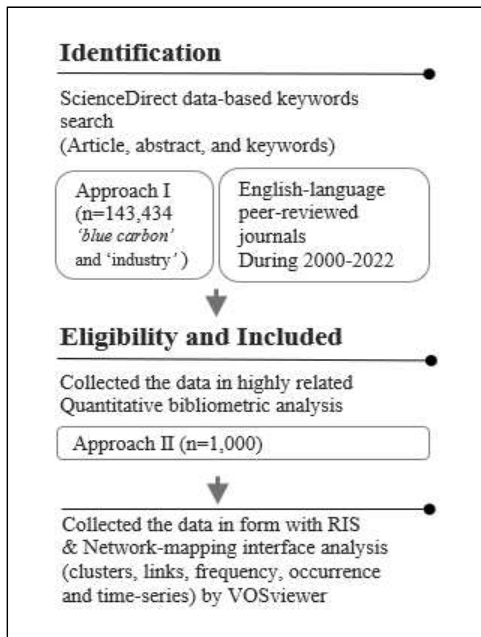 Identification
ScienceDirect data-based keywords
search
(Article, abstract, and keywords)
Approach I
(n=143,434
‘blue carbon’
and ‘industry’)
English-language
peer-reviewed
journals
During 2000-2022
Eligibility and Included
Collected the data in highly related
Quantitative bibliometric analysis
Approach II (n=1,000)
Collected the data in form with RIS
& Network-mapping interface analysis
(clusters, links, frequency, occurrence
and time-series) by VOSviewer